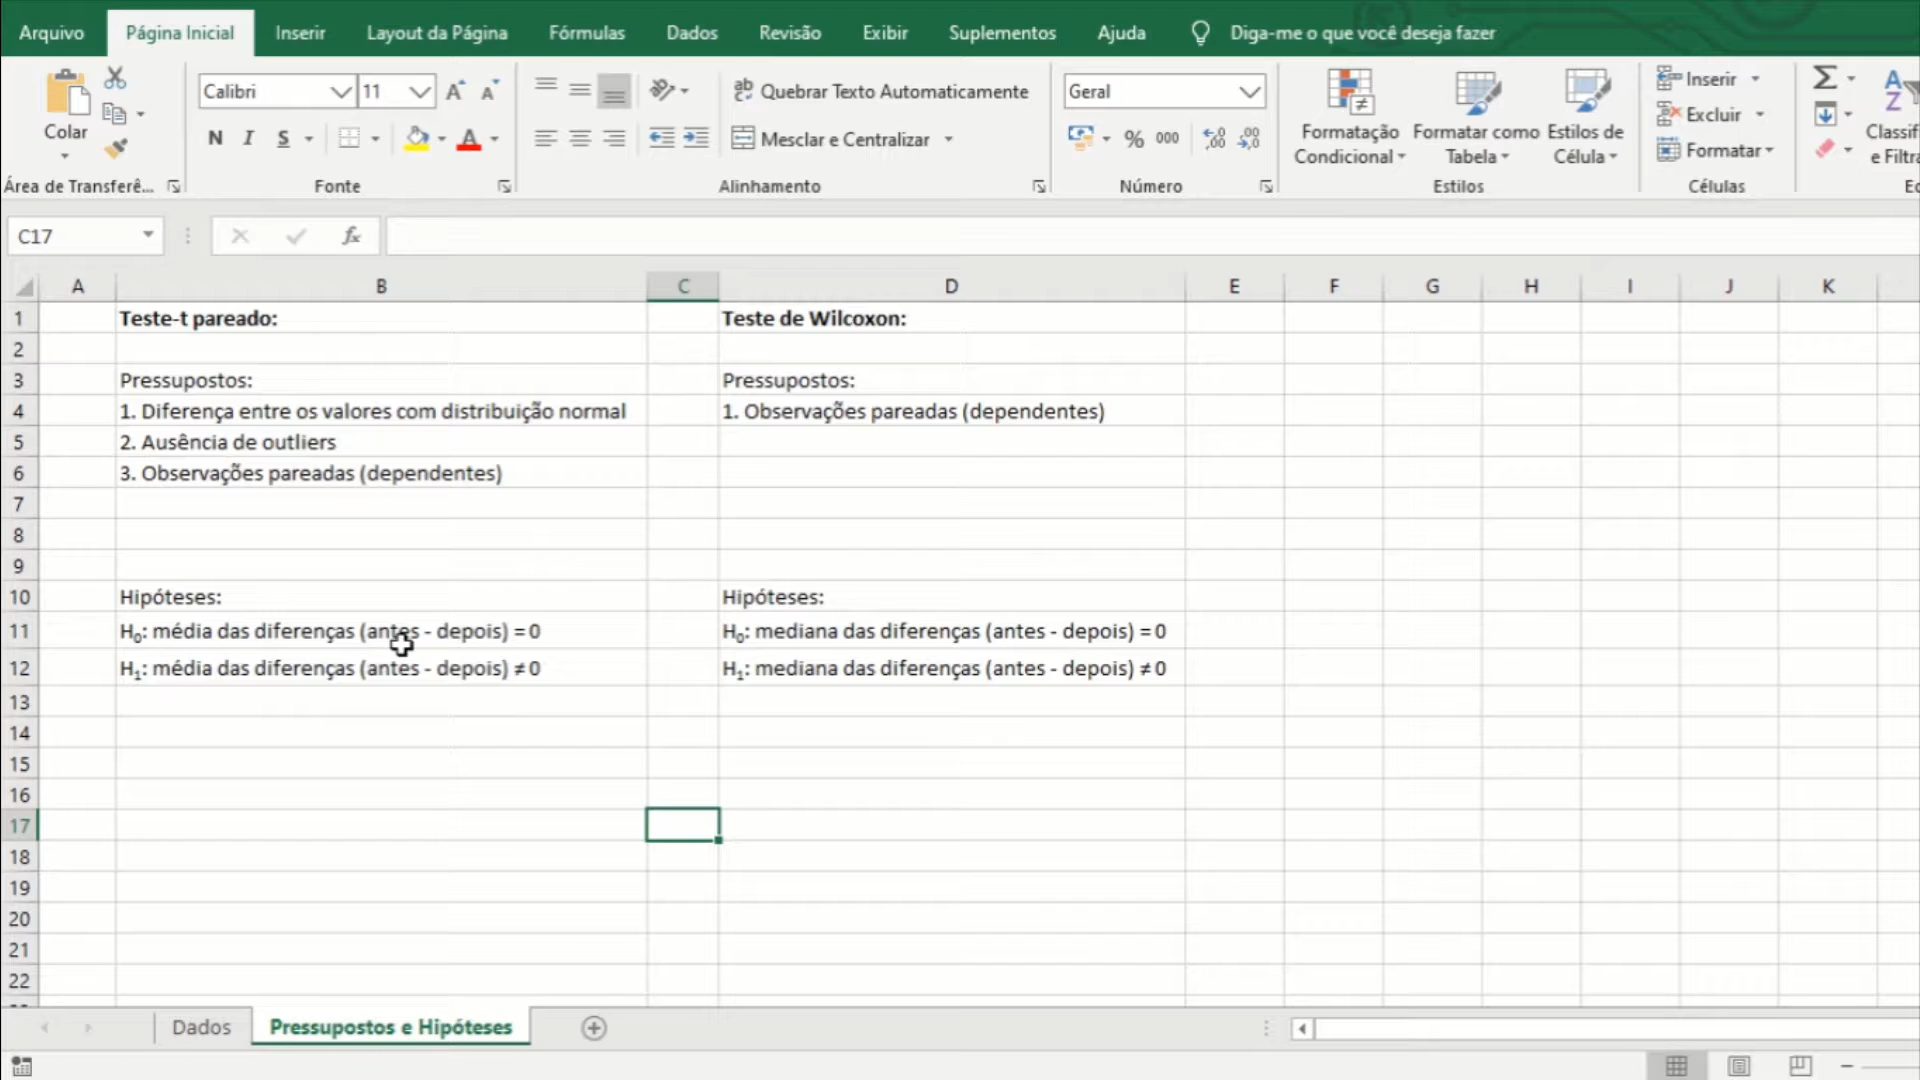 Arquivo Página Inicial Inserir Layout da Página Fórmulas Dados Revisão Exibir Suplementos Ajuda Diga-me o que você deseja fazer
Colar
Calibri 11
N I S
Quebrar Texto Automaticamente
Mesclar e Centralizar
Geral
% 000
Formatação Condicional
Formatar como Tabela
Estilos de Célula
Inserir
Excluir
Formatar
Área de Transferê... Fonte Alinhamento Número Estilos Células
C17 fx
A B C D E F G H I J K
1 Teste-t pareado: Teste de Wilcoxon:
2
3 Pressupostos: Pressupostos:
4 1. Diferença entre os valores com distribuição normal 1. Observações pareadas (dependentes)
5 2. Ausência de outliers
6 3. Observações pareadas (dependentes)
7
8
9
10 Hipóteses: Hipóteses:
11 H₀: média das diferenças (antes - depois) = 0 H₀: mediana das diferenças (antes - depois) = 0
12 H₁: média das diferenças (antes - depois) ≠ 0 H₁: mediana das diferenças (antes - depois) ≠ 0
13
14
15
16
17
18
19
20
21
22
Dados Pressupostos e Hipóteses